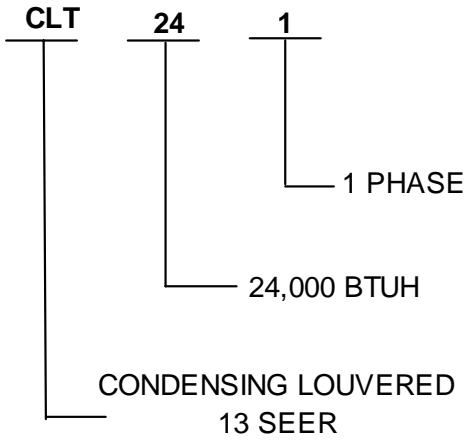 CLT 24 1
1 PHASE
24,000 BTUH
CONDENSING LOUVERED
13 SEER